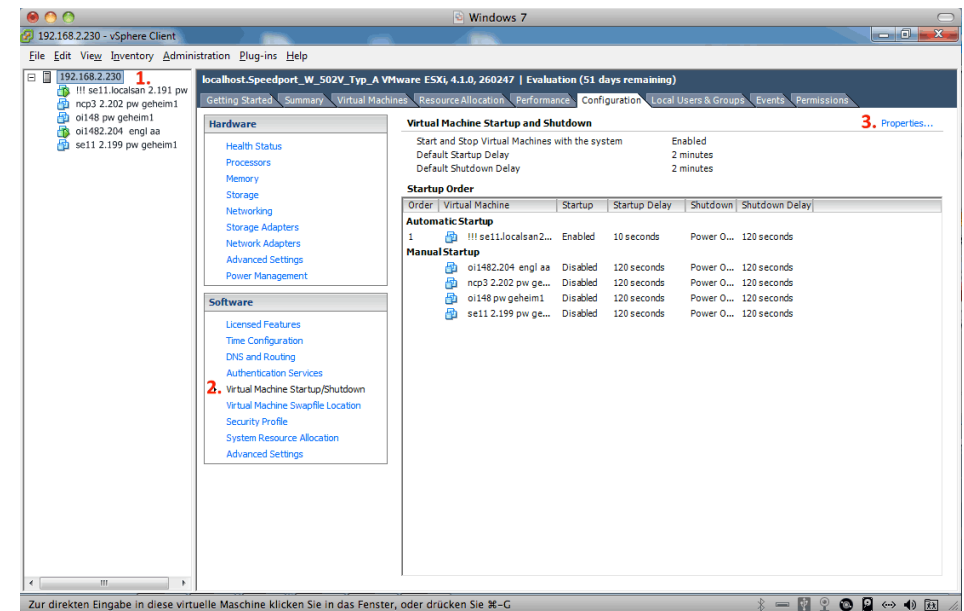 Windows 7
192.168.2.230 - vSphere Client
File Edit View Inventory Administration Plug-ins Help
192.168.2.230 1.
!!! se11.localsan 2.191 pw
ncp3 2.202 pw geheim1
oi148 pw geheim1
oi1482.204 engl aa
se11 2.199 pw geheim1
localhost.Speedport_W_502V_Typ_A VMware ESXi, 4.1.0, 260247 | Evaluation (51 days remaining)
Getting Started Summary Virtual Machines Resource Allocation Performance Configuration Local Users & Groups Events Permissions
Hardware
Health Status
Processors
Memory
Storage
Networking
Storage Adapters
Network Adapters
Advanced Settings
Power Management
Software
Licensed Features
Time Configuration
DNS and Routing
Authentication Services
2. Virtual Machine Startup/Shutdown
Virtual Machine Swapfile Location
Security Profile
System Resource Allocation
Advanced Settings
Virtual Machine Startup and Shutdown 3. Properties...
Start and Stop Virtual Machines with the system Enabled
Default Startup Delay 2 minutes
Default Shutdown Delay 2 minutes
Startup Order
Order Virtual Machine Startup Startup Delay Shutdown Shutdown Delay
Automatic Startup
1 !!! se11.localsan2... Enabled 10 seconds Power O... 120 seconds
Manual Startup
oi1482.204 engl aa Disabled 120 seconds Power O... 120 seconds
ncp3 2.202 pw ge... Disabled 120 seconds Power O... 120 seconds
oi148 pw geheim1 Disabled 120 seconds Power O... 120 seconds
se11 2.199 pw ge... Disabled 120 seconds Power O... 120 seconds
Zur direkten Eingabe in diese virtuelle Maschine klicken Sie in das Fenster, oder drücken Sie ⌘-G